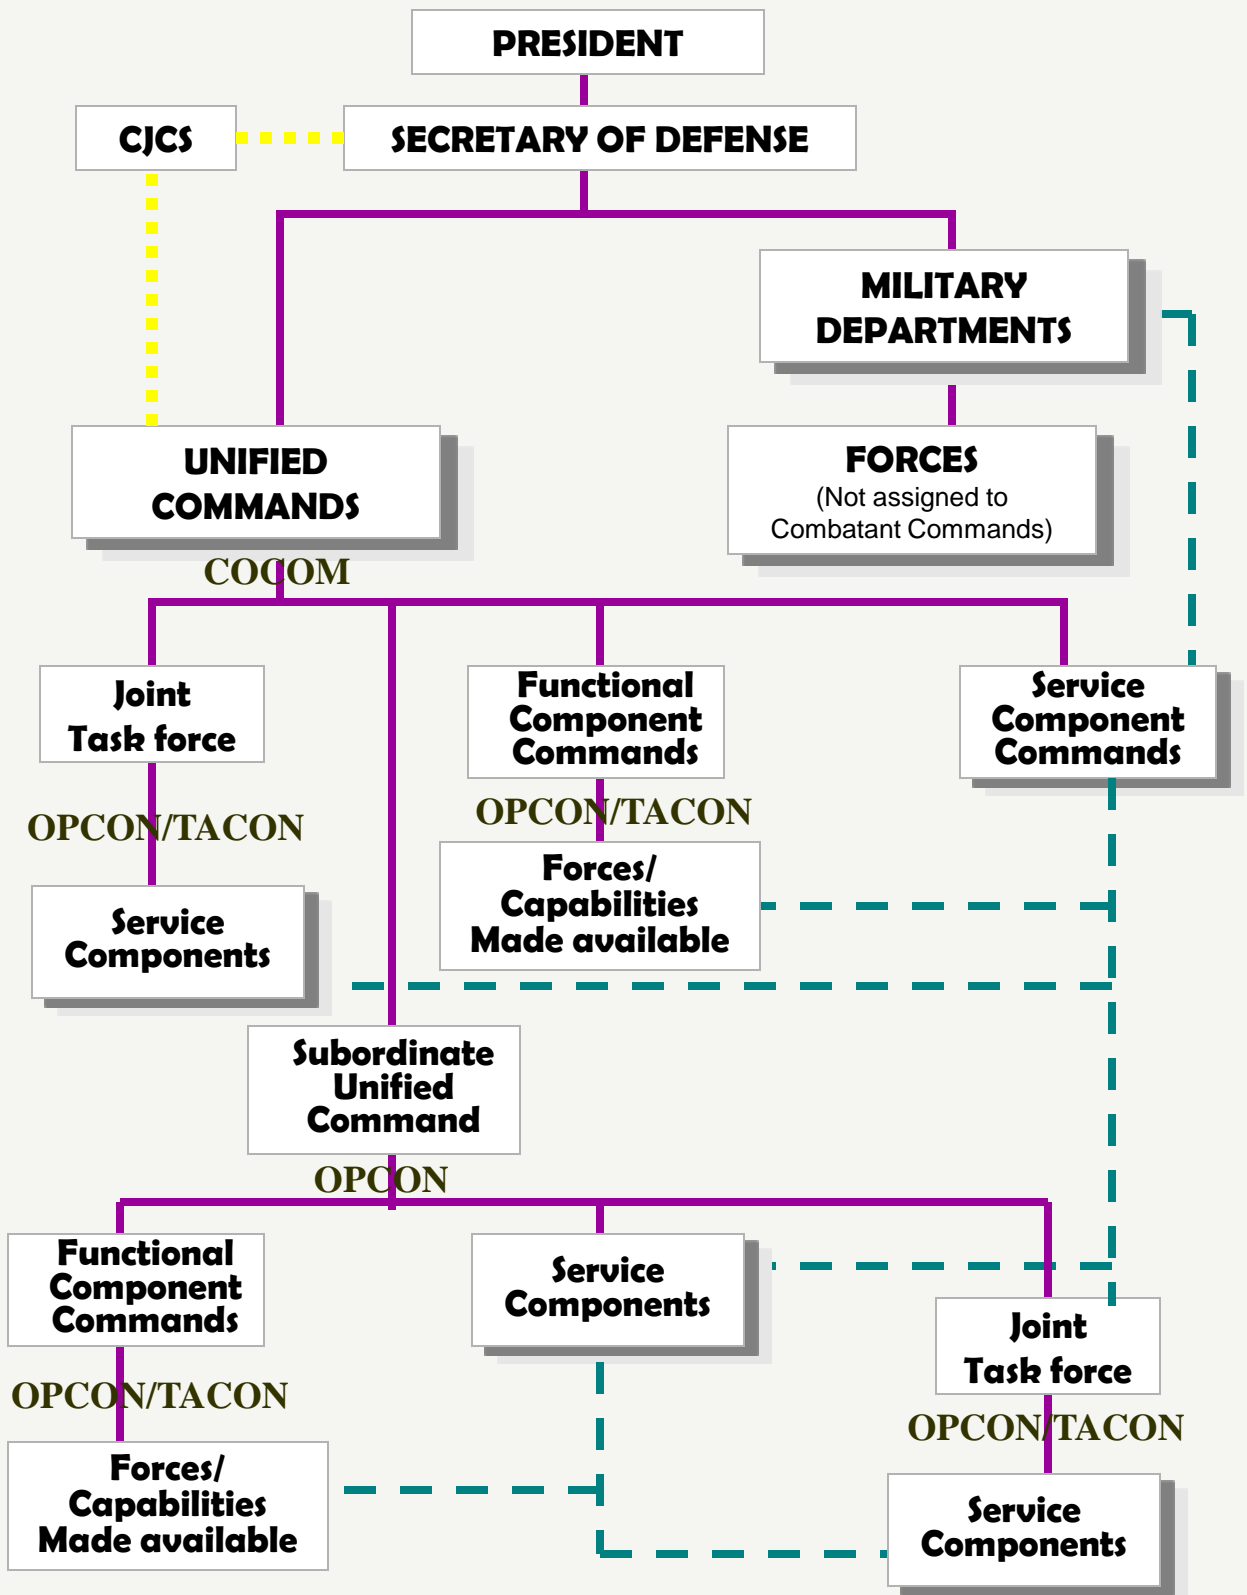 PRESIDENT
CJCS
SECRETARY OF DEFENSE
MILITARY
DEPARTMENTS
UNIFIED
COMMANDS
FORCES
(Not assigned to
Combatant Commands)
COCOM
Joint
Task force
Functional
Component
Commands
Service
Component
Commands
OPCON/TACON
OPCON/TACON
Forces/
Capabilities
Made available
Service
Components
Subordinate
Unified
Command
OPCON
Functional
Component
Commands
Service
Components
Joint
Task force
OPCON/TACON
OPCON/TACON
Forces/
Capabilities
Made available
Service
Components